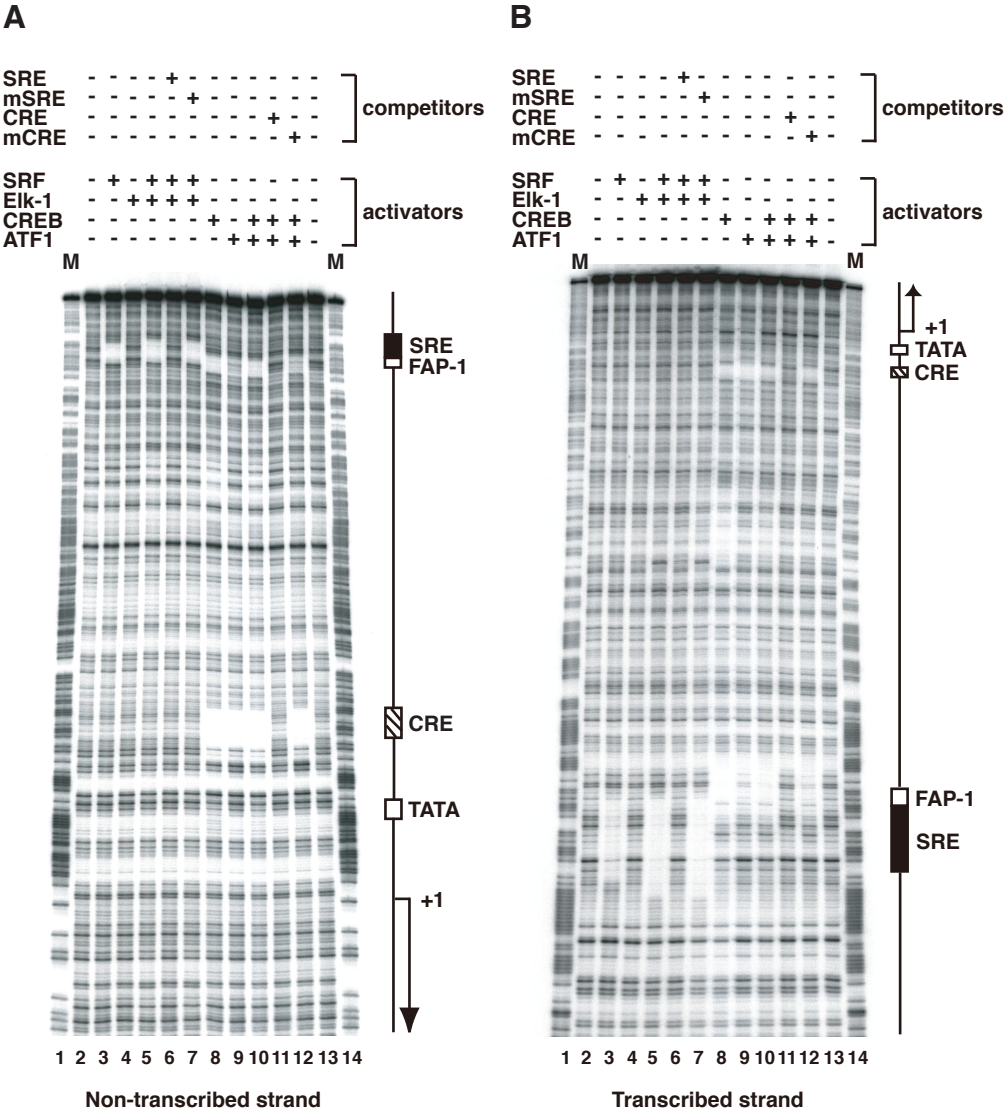 A
SRE - - - - + - - - - - - -
mSRE - - - - - + - - - - - -
CRE - - - - - - - - - + - -
mCRE - - - - - - - - - - + -
competitors
SRF - + - + + + - - - - - -
Elk-1 - - + + + + - - - - - -
CREB - - - - - - + - + + + -
ATF1 - - - - - - - + + + + -
activators
M M
SRE
FAP-1
CRE
TATA
+1
1 2 3 4 5 6 7 8 9 10 11 12 13 14
Non-transcribed strand
B
SRE - - - - + - - - - - - -
mSRE - - - - - + - - - - - -
CRE - - - - - - - - - + - -
mCRE - - - - - - - - - - + -
competitors
SRF - + - + + + - - - - - -
Elk-1 - - + + + + - - - - - -
CREB - - - - - - + - + + + -
ATF1 - - - - - - - + + + + -
activators
M M
+1
TATA
CRE
FAP-1
SRE
1 2 3 4 5 6 7 8 9 10 11 12 13 14
Transcribed strand